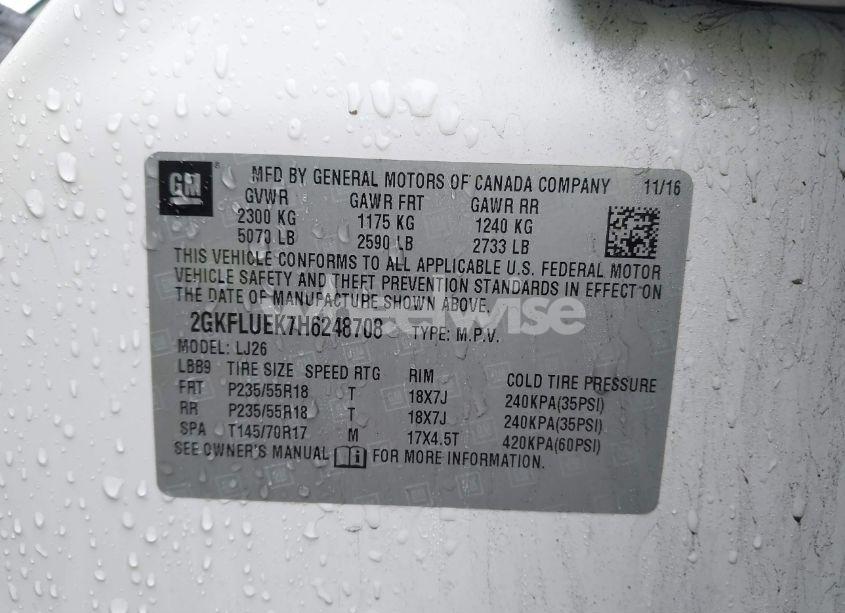 GM
MFD BY GENERAL MOTORS OF CANADA COMPANY 11/16
GVWR GAWR FRT GAWR RR
2300 KG 1175 KG 1240 KG
5070 LB 2590 LB 2733 LB
THIS VEHICLE CONFORMS TO ALL APPLICABLE U.S. FEDERAL MOTOR
VEHICLE SAFETY AND THEFT PREVENTION STANDARDS IN EFFECT ON
THE DATE OF MANUFACTURE SHOWN ABOVE.
2GKFLUEK7H6248708 TYPE: M.P.V.
MODEL: LJ26
LBB9 TIRE SIZE SPEED RTG RIM COLD TIRE PRESSURE
FRT P235/55R18 T 18X7J 240KPA(35PSI)
RR P235/55R18 T 18X7J 240KPA(35PSI)
SPA T145/70R17 M 17X4.5T 420KPA(60PSI)
SEE OWNER'S MANUAL FOR MORE INFORMATION.